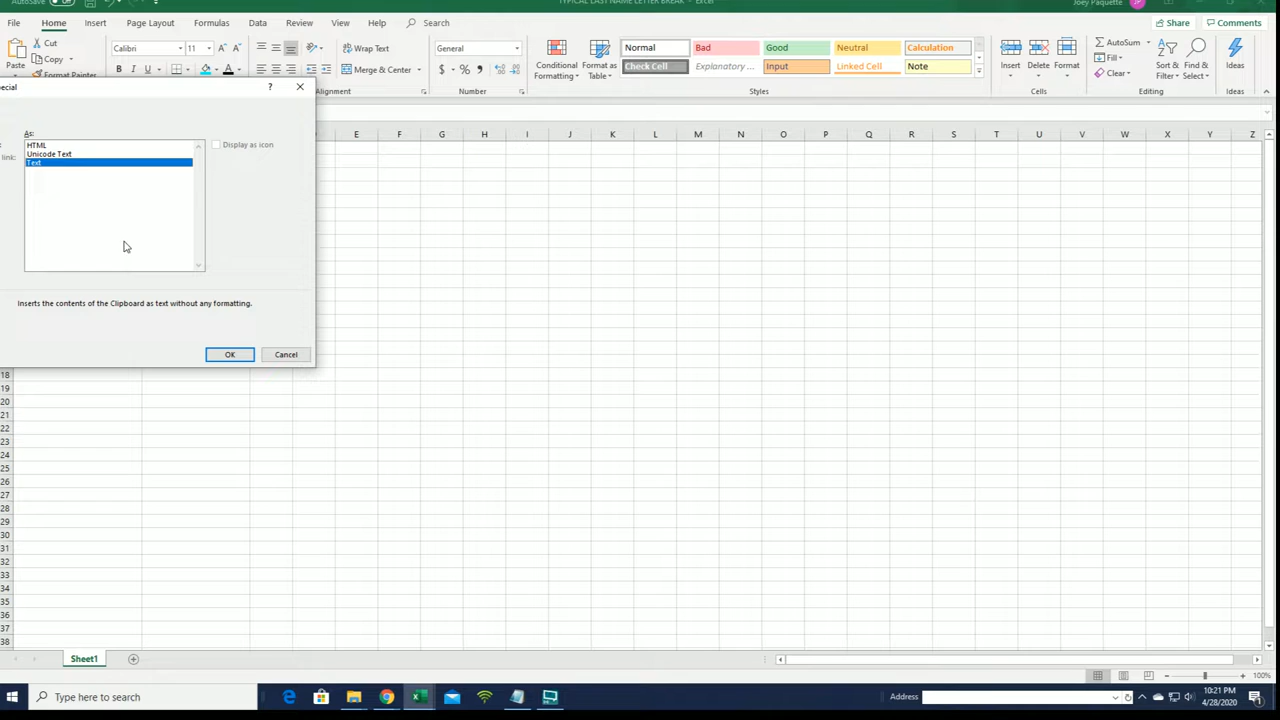 AutoSave
TYPICAL LAST NAME LETTER BREAK - Excel
Joey Paquette
JP
File Home Insert Page Layout Formulas Data Review View Help Search
Share Comments
Paste
Cut
Copy
Format Painter
Calibri 11
B I U
Wrap Text
Merge & Center
Alignment
General
$ % ,
Number
Conditional Formatting
Format as Table
Normal Bad Good Neutral Calculation
Check Cell Explanatory ... Input Linked Cell Note
Styles
Insert Delete Format
Cells
AutoSum
Fill
Clear
Sort & Filter
Find & Select
Editing
Ideas
Ideas
ecial ?
As:
link:
HTML
Unicode Text
Text
Display as icon
Inserts the contents of the Clipboard as text without any formatting.
OK Cancel
E F G H I J K L M N O P Q R S T U V W X Y Z
18
19
20
21
22
23
24
25
26
27
28
29
30
31
32
33
34
35
36
37
38
Sheet1
100%
Type here to search
Address
10:21 PM
4/28/2020
1